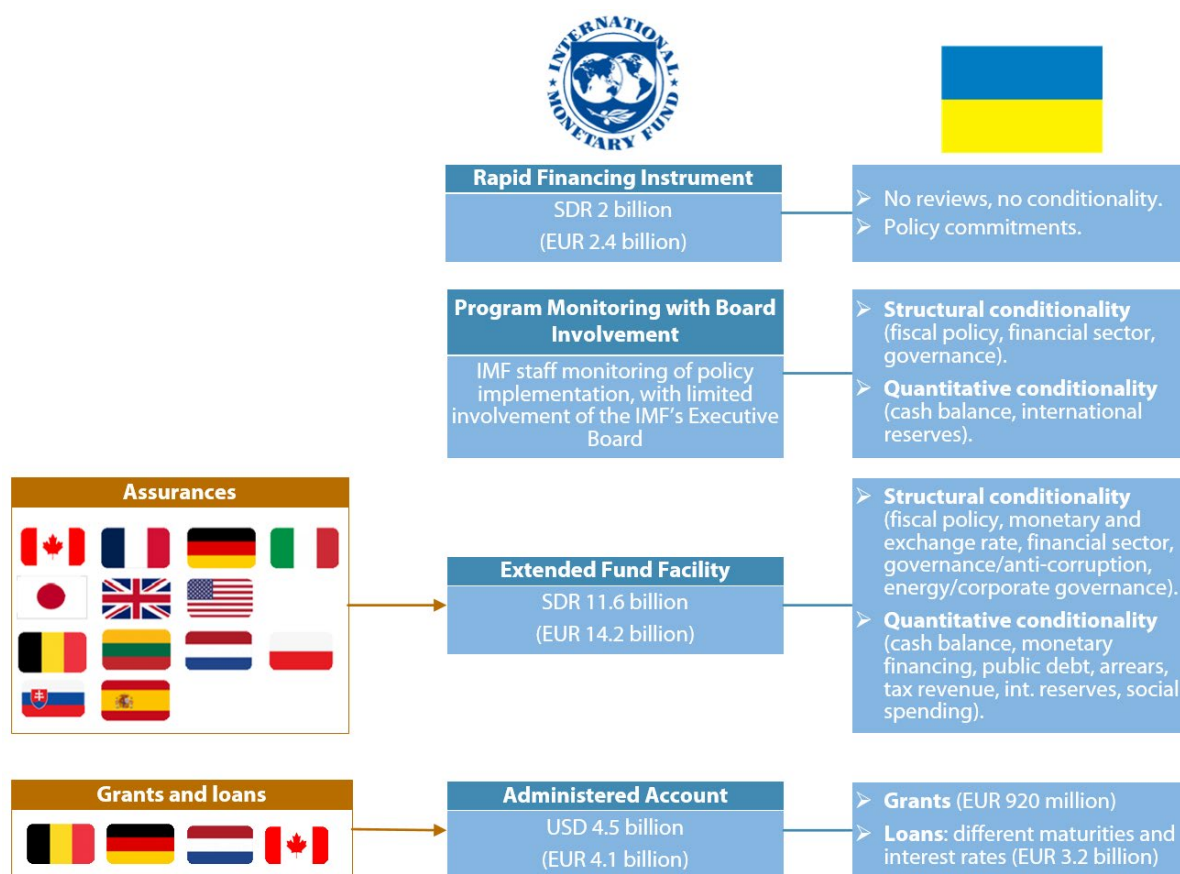 INTERNATIONAL
MONETARY FUND
Rapid Financing Instrument
SDR 2 billion
(EUR 2.4 billion)
➢ No reviews, no conditionality.
➢ Policy commitments.
Program Monitoring with Board
Involvement
IMF staff monitoring of policy
implementation, with limited
involvement of the IMF's Executive
Board
➢ Structural conditionality
(fiscal policy, financial sector,
governance).
➢ Quantitative conditionality
(cash balance, international
reserves).
Assurances
Extended Fund Facility
SDR 11.6 billion
(EUR 14.2 billion)
➢ Structural conditionality
(fiscal policy, monetary and
exchange rate, financial sector,
governance/anti-corruption,
energy/corporate governance).
➢ Quantitative conditionality
(cash balance, monetary
financing, public debt, arrears,
tax revenue, int. reserves, social
spending).
Grants and loans
Administered Account
USD 4.5 billion
(EUR 4.1 billion)
➢ Grants (EUR 920 million)
➢ Loans: different maturities and
interest rates (EUR 3.2 billion)